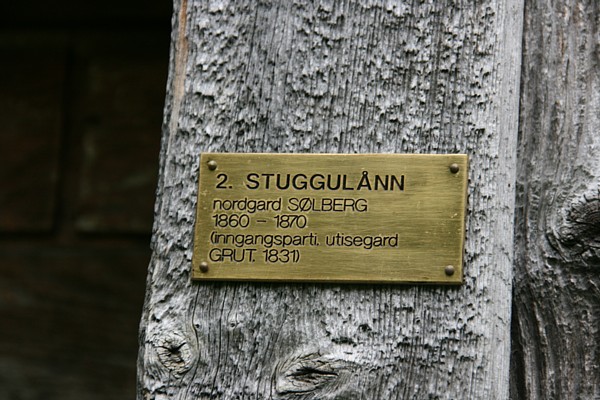 2. STUGGULÅNN
nordgard SØLBERG
1860 - 1870
(inngangsparti, utisegard
GRUT. 1831)